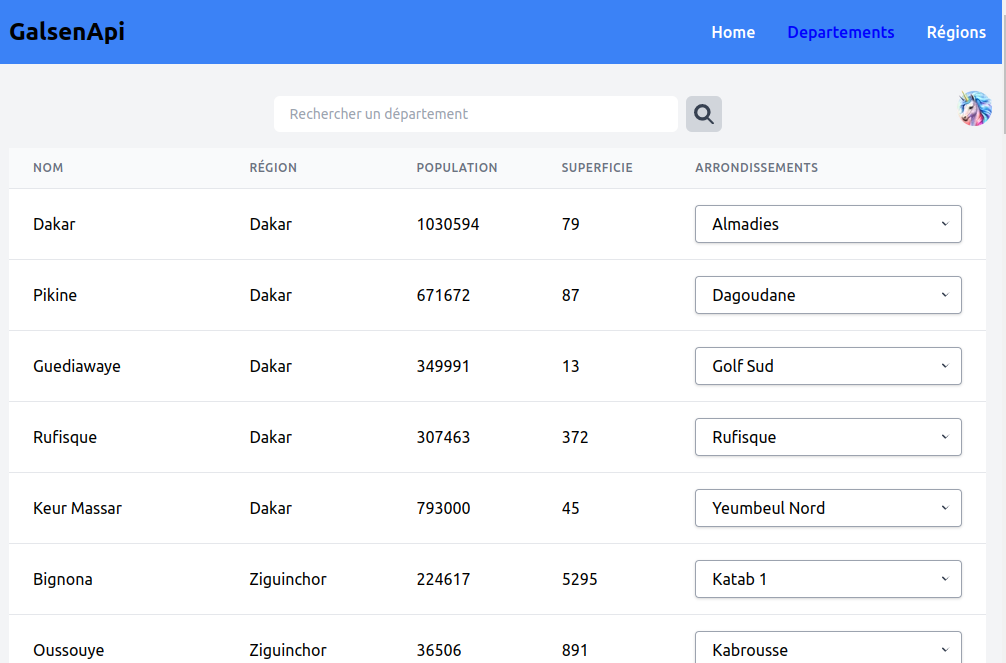 GalsenApi Home Departements Régions
Rechercher un département
NOM RÉGION POPULATION SUPERFICIE ARRONDISSEMENTS
Dakar Dakar 1030594 79 Almadies
Pikine Dakar 671672 87 Dagoudane
Guediawaye Dakar 349991 13 Golf Sud
Rufisque Dakar 307463 372 Rufisque
Keur Massar Dakar 793000 45 Yeumbeul Nord
Bignona Ziguinchor 224617 5295 Katab 1
Oussouye Ziguinchor 36506 891 Kabrousse